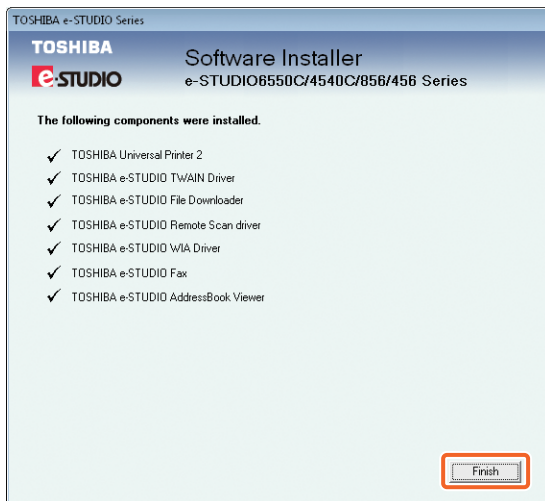 TOSHIBA e-STUDIO Series
TOSHIBA
e-STUDIO
Software Installer
e-STUDIO6550C/4540C/856/456 Series
The following components were installed.
TOSHIBA Universal Printer 2
TOSHIBA e-STUDIO TWAIN Driver
TOSHIBA e-STUDIO File Downloader
TOSHIBA e-STUDIO Remote Scan driver
TOSHIBA e-STUDIO WIA Driver
TOSHIBA e-STUDIO Fax
TOSHIBA e-STUDIO AddressBook Viewer
Finish